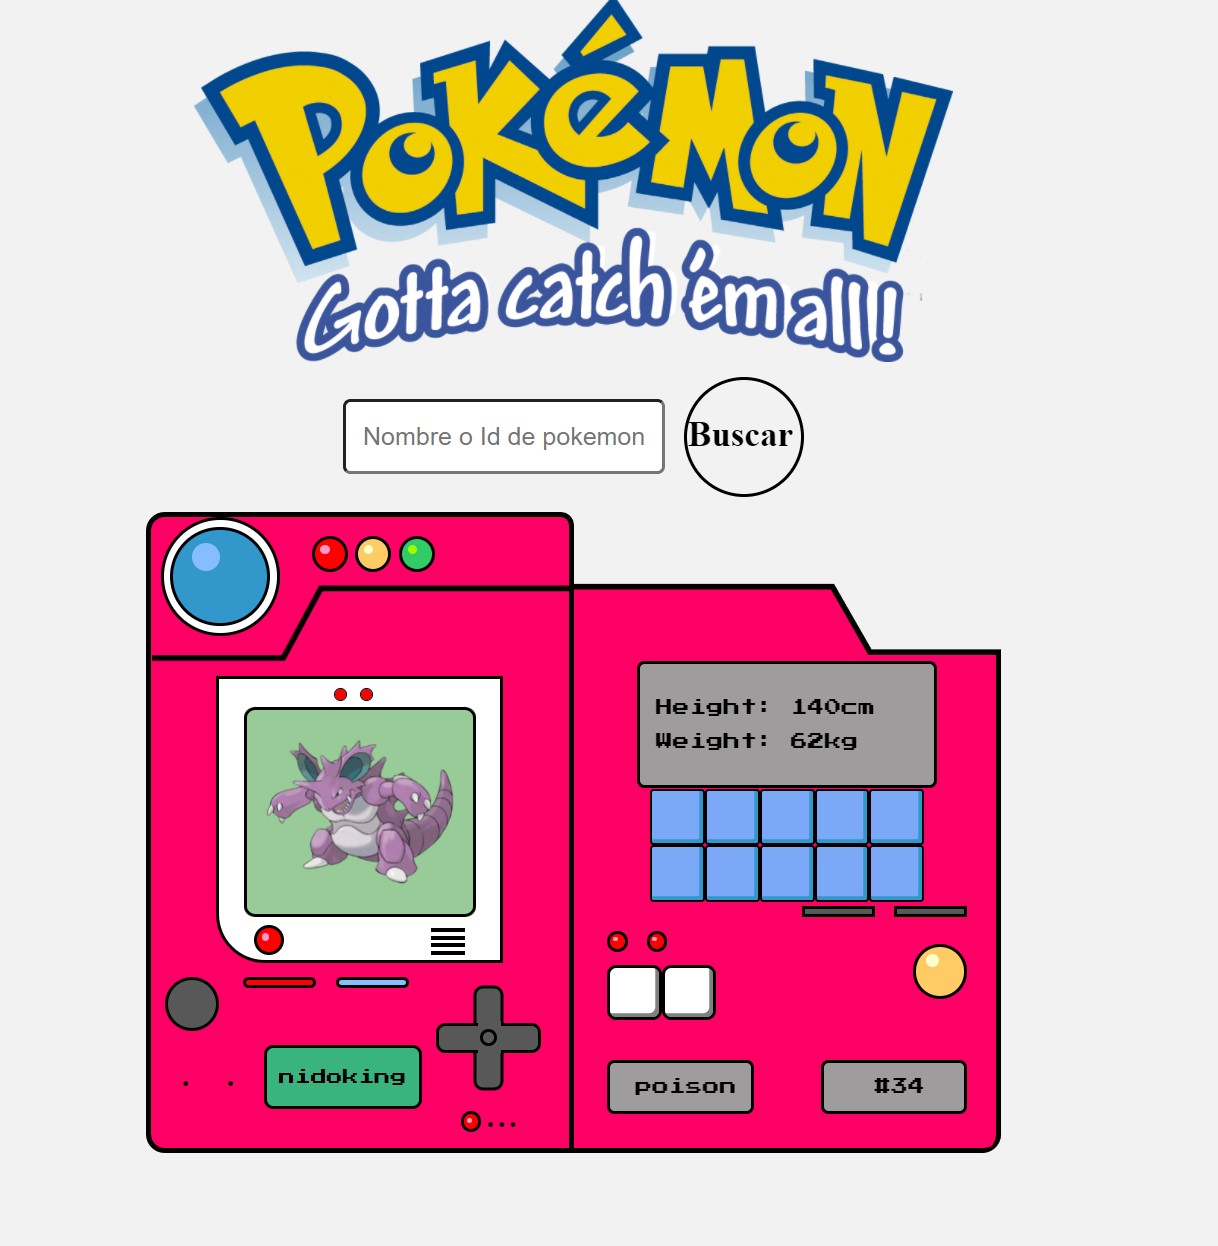 POKéMON
Gotta catch 'em all!
Nombre o Id de pokemon
Buscar
Height: 140cm
Weight: 62kg
nidoking
poison
#34